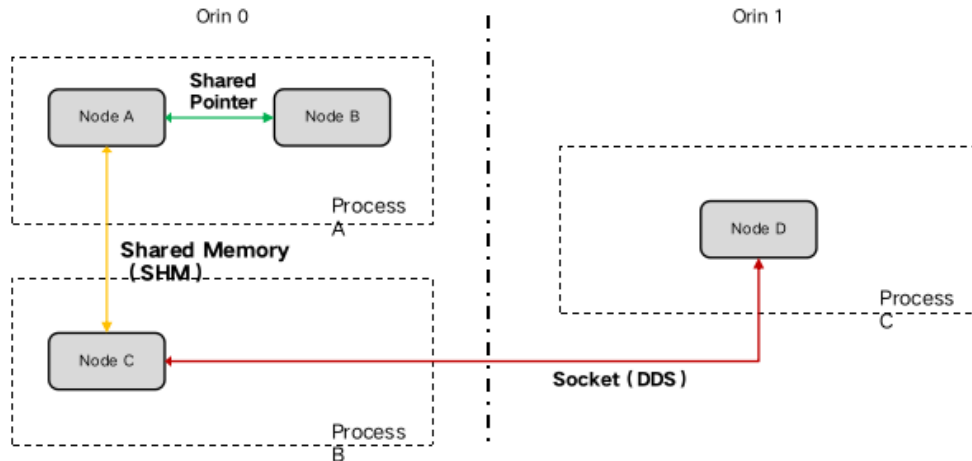 Orin 0
Orin 1
Shared
Pointer
Node A
Node B
Process
A
Node D
Shared Memory
(SHM)
Process
C
Node C
Socket (DDS)
Process
B